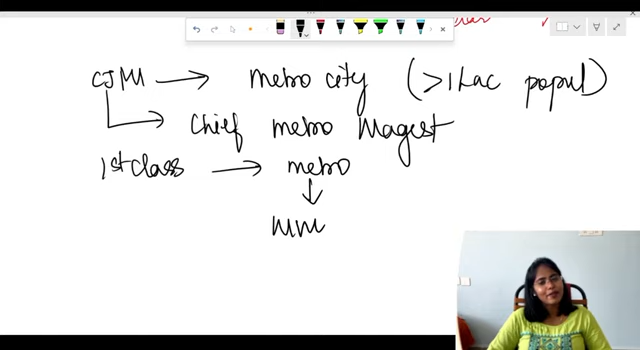 CJM → metro city (>1 Lac popul)
↳ Chief metro Magest
1st class → metro
↓
MM